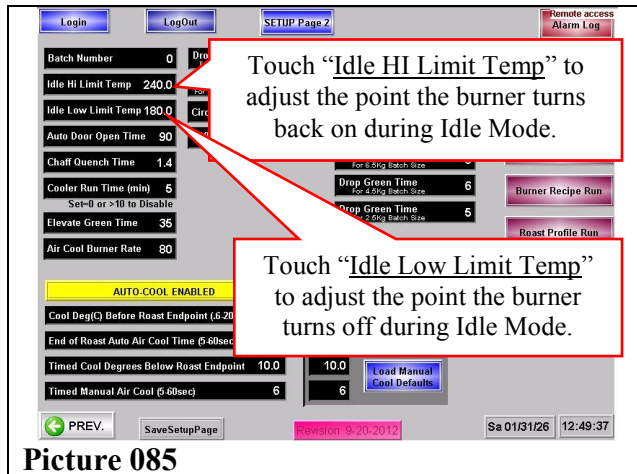 Login LogOut SETUP Page 2 Remote access
Alarm Log
Batch Number 0 Dro
Idle Hi Limit Temp 240.0
Idle Low Limit Temp 180.0 Circ
Auto Door Open Time 90
Chaff Quench Time 1.4
Cooler Run Time (min) 5
Set=0 or >10 to Disable
Elevate Green Time 35
Air Cool Burner Rate 80
Touch “Idle HI Limit Temp” to
adjust the point the burner turns
back on during Idle Mode.
For 6.5Kg Batch Size
Drop Green Time 6
For 4.5Kg Batch Size
Drop Green Time 5
For 2.5Kg Batch Size
Burner Recipe Run
Roast Profile Run
Touch “Idle Low Limit Temp”
to adjust the point the burner
turns off during Idle Mode.
AUTO-COOL ENABLED
Cool Deg(C) Before Roast Endpoint (.6-20
End of Roast Auto Air Cool Time (5-60sec
Timed Cool Degrees Below Roast Endpoint 10.0 10.0
Timed Manual Air Cool (5-60sec) 6 6
Load Manual
Cool Defaults
PREV. SaveSetupPage Revision 9-20-2012 Sa 01/31/26 12:49:37
Picture 085